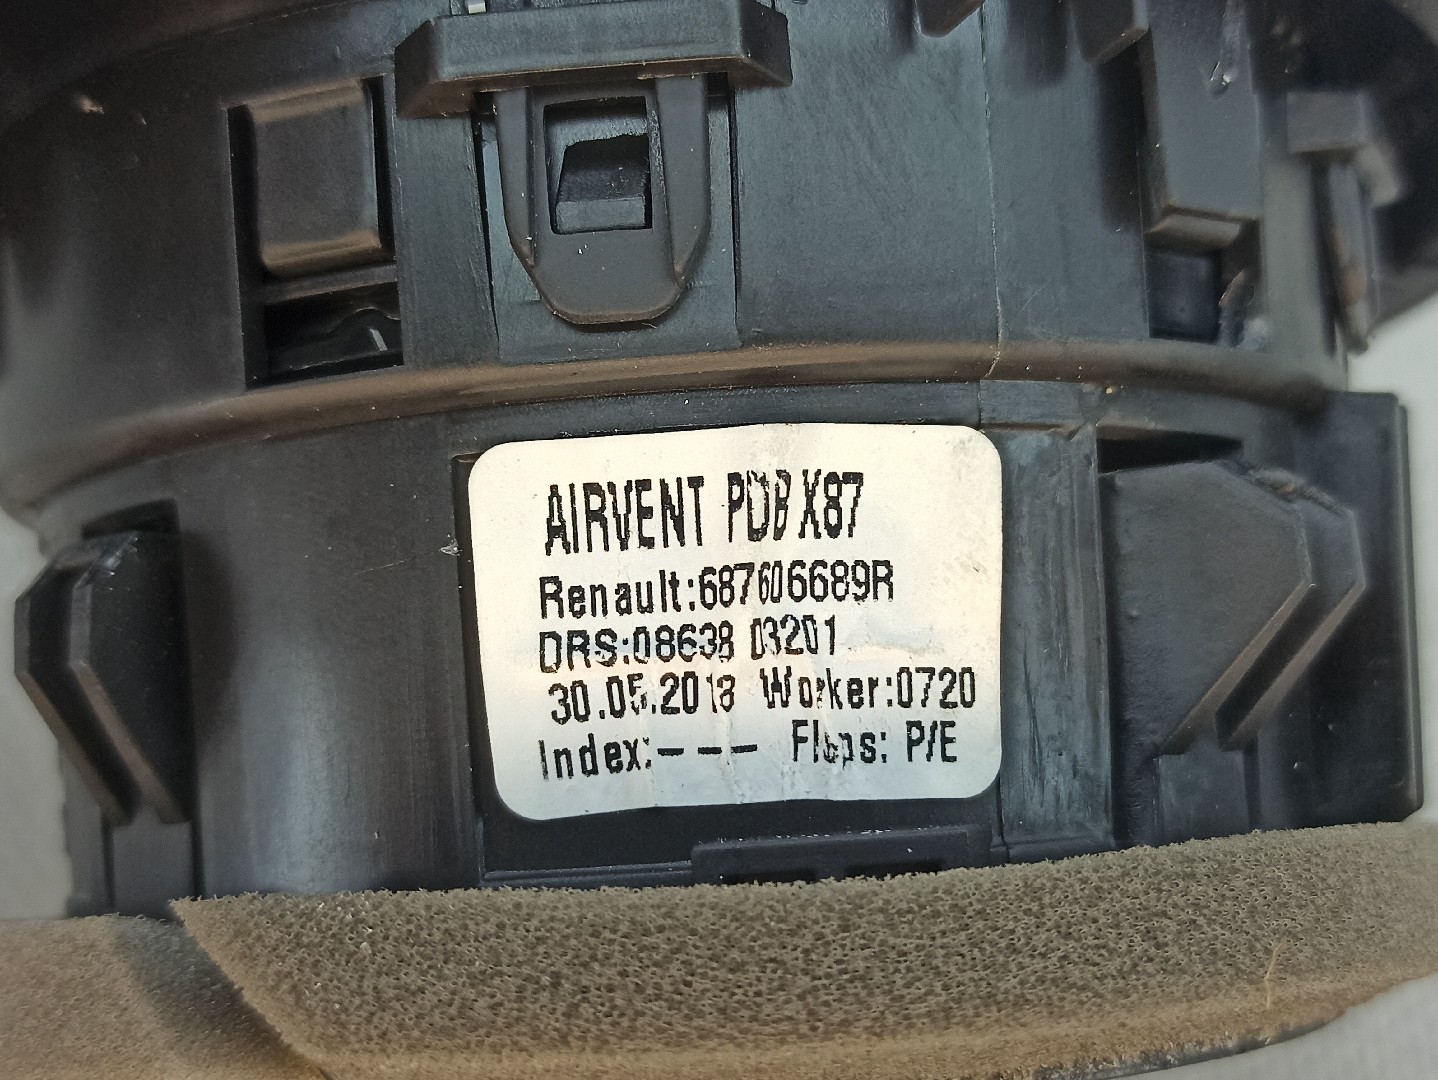 AIRVENT PDB X87
Renault:687606689R
DRS:08638 03201
30.05.2018 Worker:0720
Index:--- Flaps: P/E